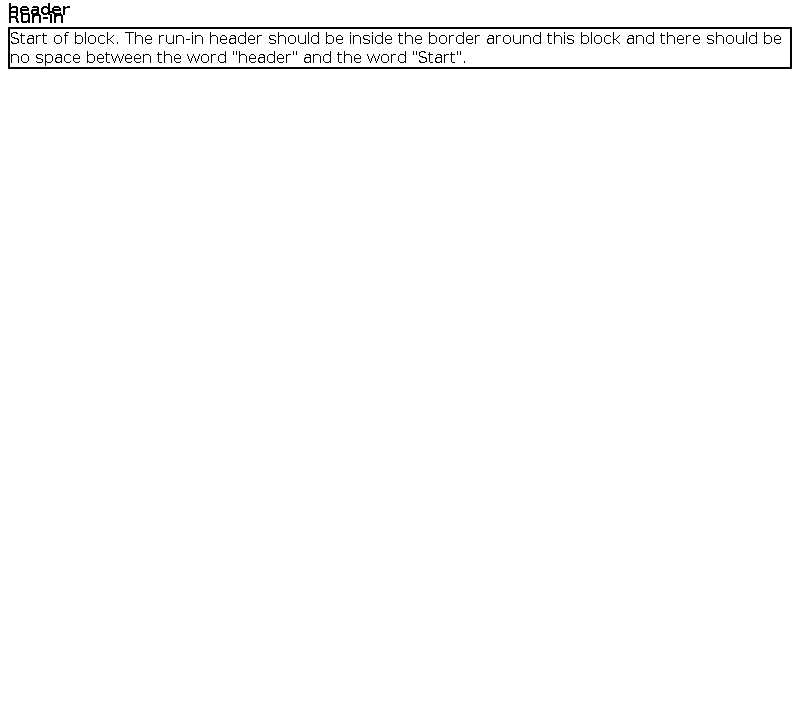 header
Run-in
Start of block. The run-in header should be inside the border around this block and there should be
no space between the word "header" and the word "Start".